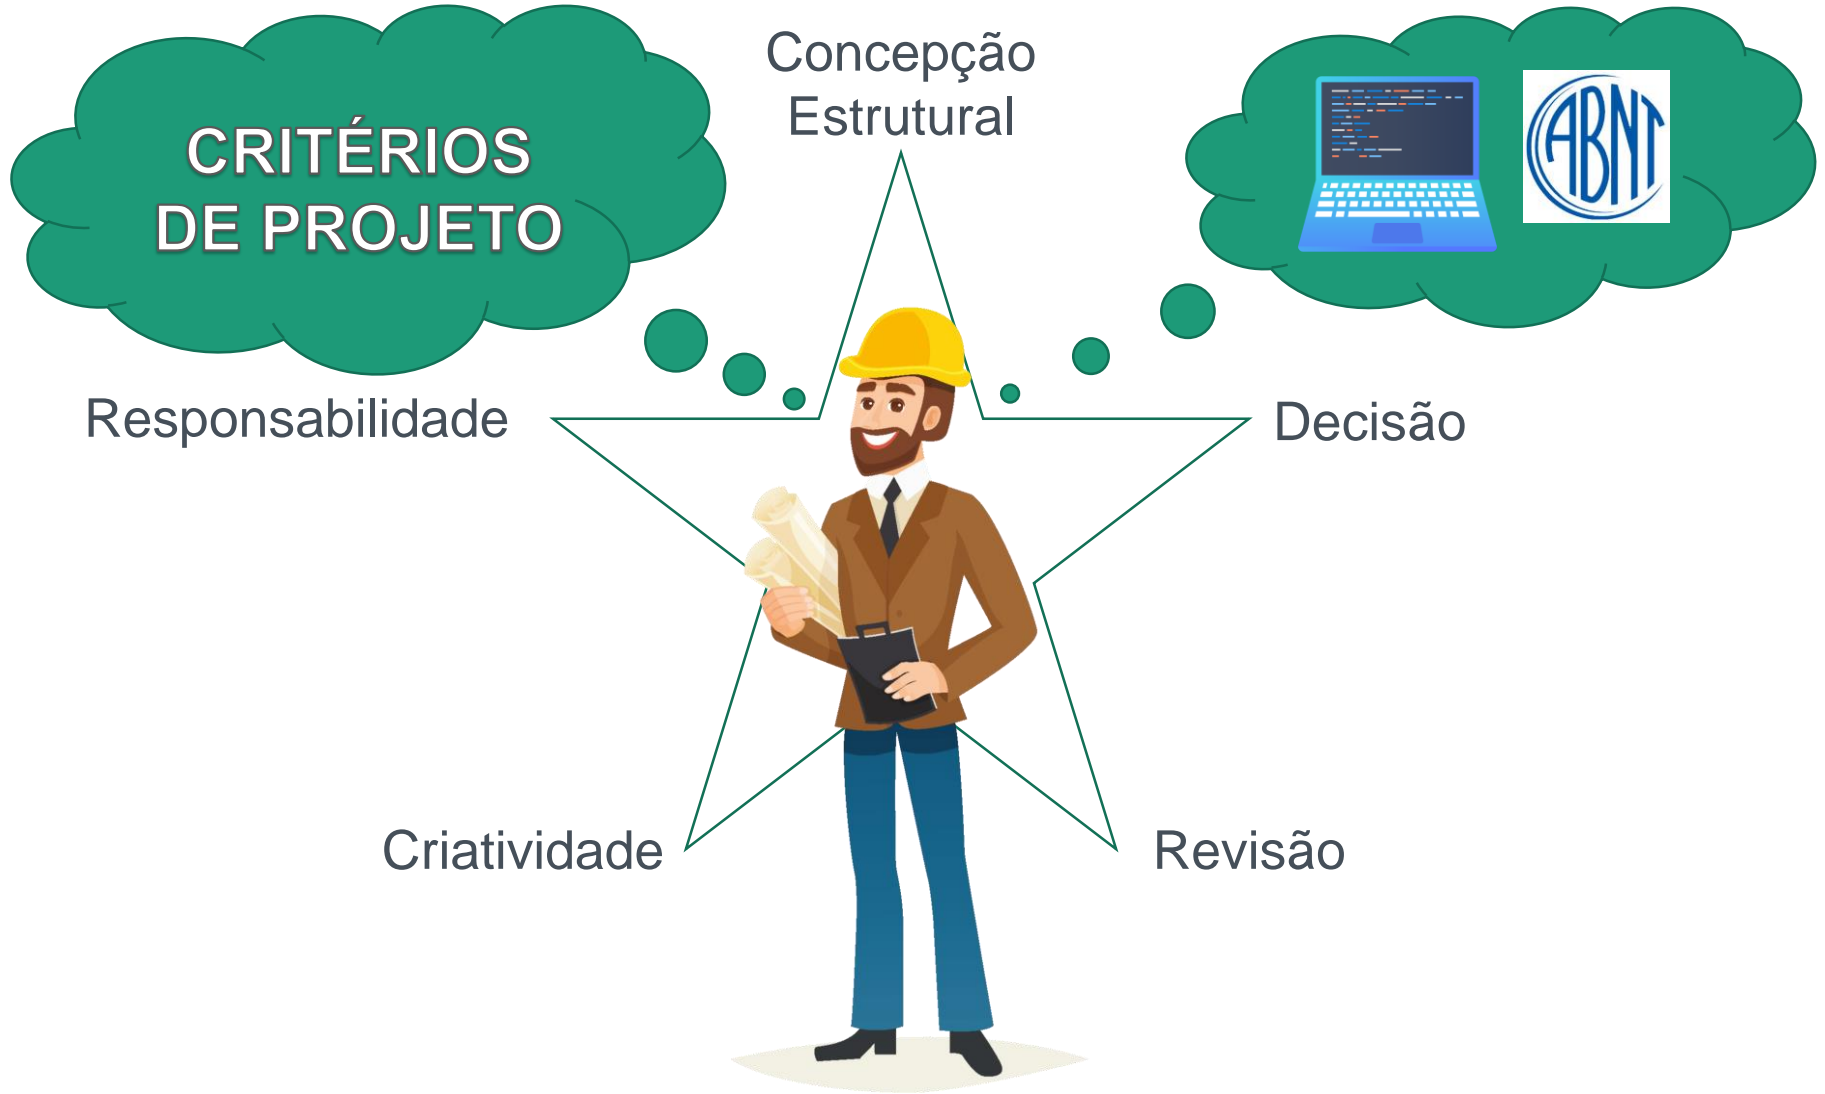 CRITÉRIOS
DE PROJETO
Concepção
Estrutural
ABNT
Responsabilidade
Decisão
Criatividade
Revisão